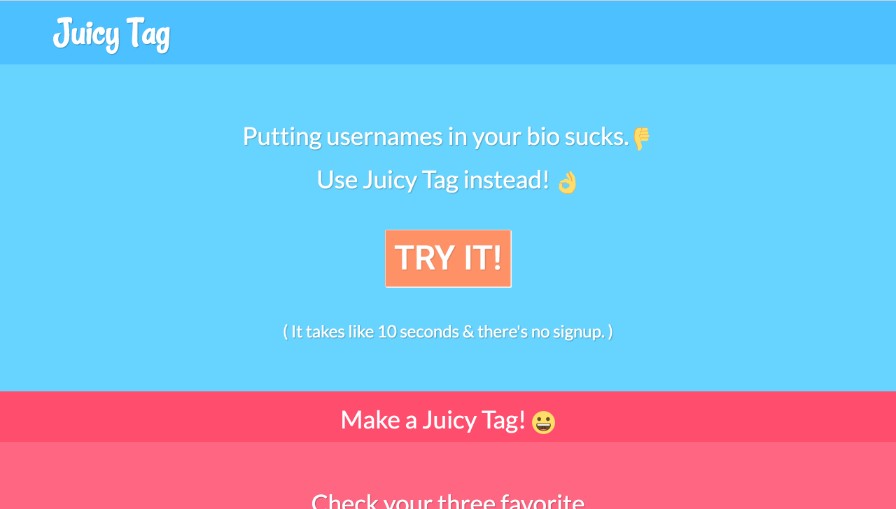 Juicy Tag
Putting usernames in your bio sucks.👎
Use Juicy Tag instead! 👌
TRY IT!
( It takes like 10 seconds & there's no signup. )
Make a Juicy Tag! 😀
Check your three favorite